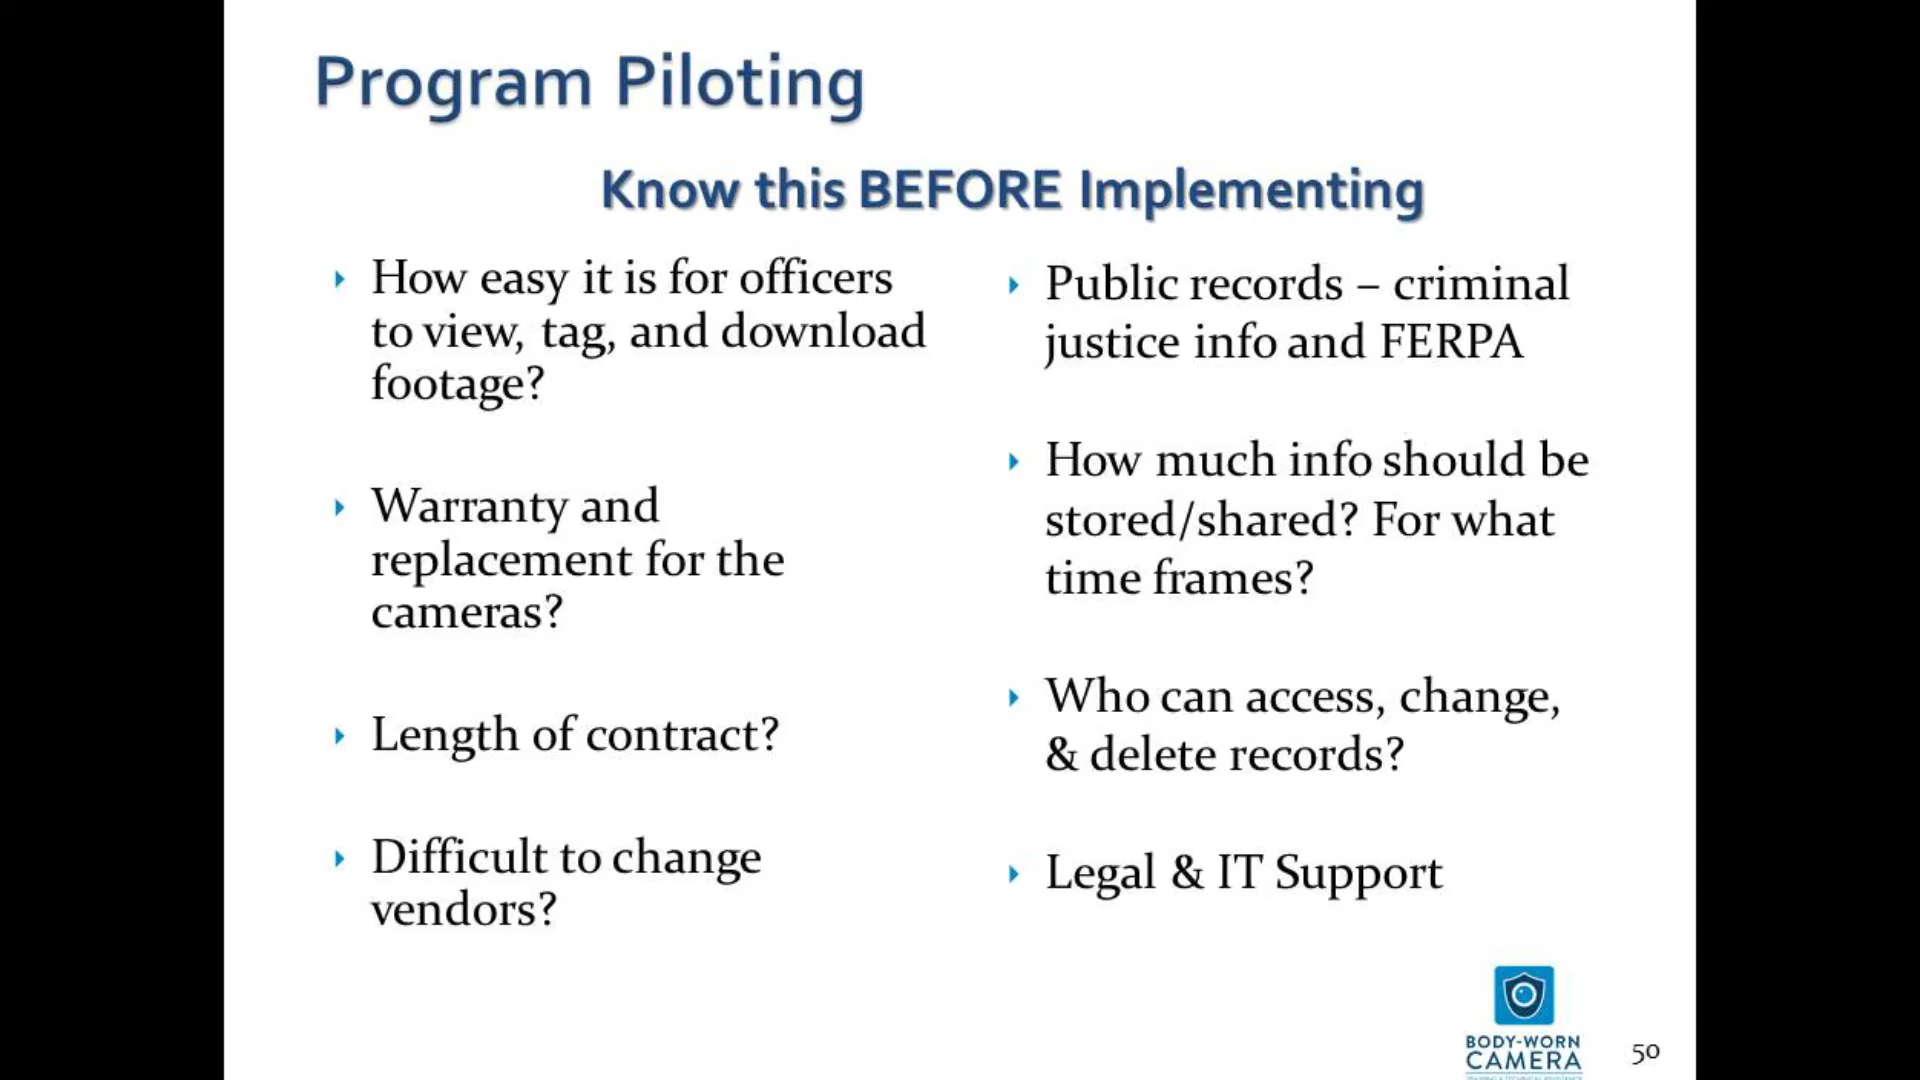 Program Piloting
Know this BEFORE Implementing
How easy it is for officers
to view, tag, and download
footage?
Warranty and
replacement for the
cameras?
Length of contract?
Difficult to change
vendors?
Public records – criminal
justice info and FERPA
How much info should be
stored/shared? For what
time frames?
Who can access, change,
& delete records?
Legal & IT Support
BODY-WORN
CAMERA
50